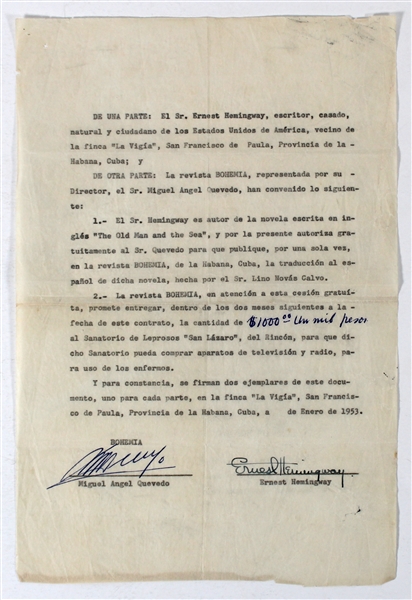 DE UNA PARTE: El Sr. Ernest Hemingway, escritor, casado,
natural y ciudadano de los Estados Unidos de América, vecino de
la finca "La Vigía", San Francisco de Paula, Provincia de la -
Habana, Cuba; y
DE OTRA PARTE: La revista BOHEMIA, representada por su -
Director, el Sr. Miguel Angel Quevedo, han convenido lo siguien-
te:
1.- El Sr. Hemingway es autor de la novela escrita en in-
glés "The Old Man and the Sea", y por la presente autoriza gra-
tuitamente al Sr. Quevedo para que publique, por una sola vez,
en la revista BOHEMIA, de la Habana, Cuba, la traducción al es-
pañol de dicha novela, hecha por el Sr. Lino Novás Calvo.
2.- La revista BOHEMIA, en atención a esta cesión gratuí-
ta, promete entregar, dentro de los dos meses siguientes a la -
fecha de este contrato, la cantidad de $1000.00 Un mil pesos
al Sanatorio de Leprosos "San Lázaro", del Rincón, para que di-
cho Sanatorio pueda comprar aparatos de televisión y radio, pa-
ra uso de los enfermos.
Y para constancia, se firman dos ejemplares de este docu-
mento, uno para cada parte, en la finca "La Vigía", San Francis-
co de Paula, Provincia de la Habana, Cuba, a de Enero de 1953.
BOHEMIA
Ernest Hemingway
Miguel Angel Quevedo Ernest Hemingway